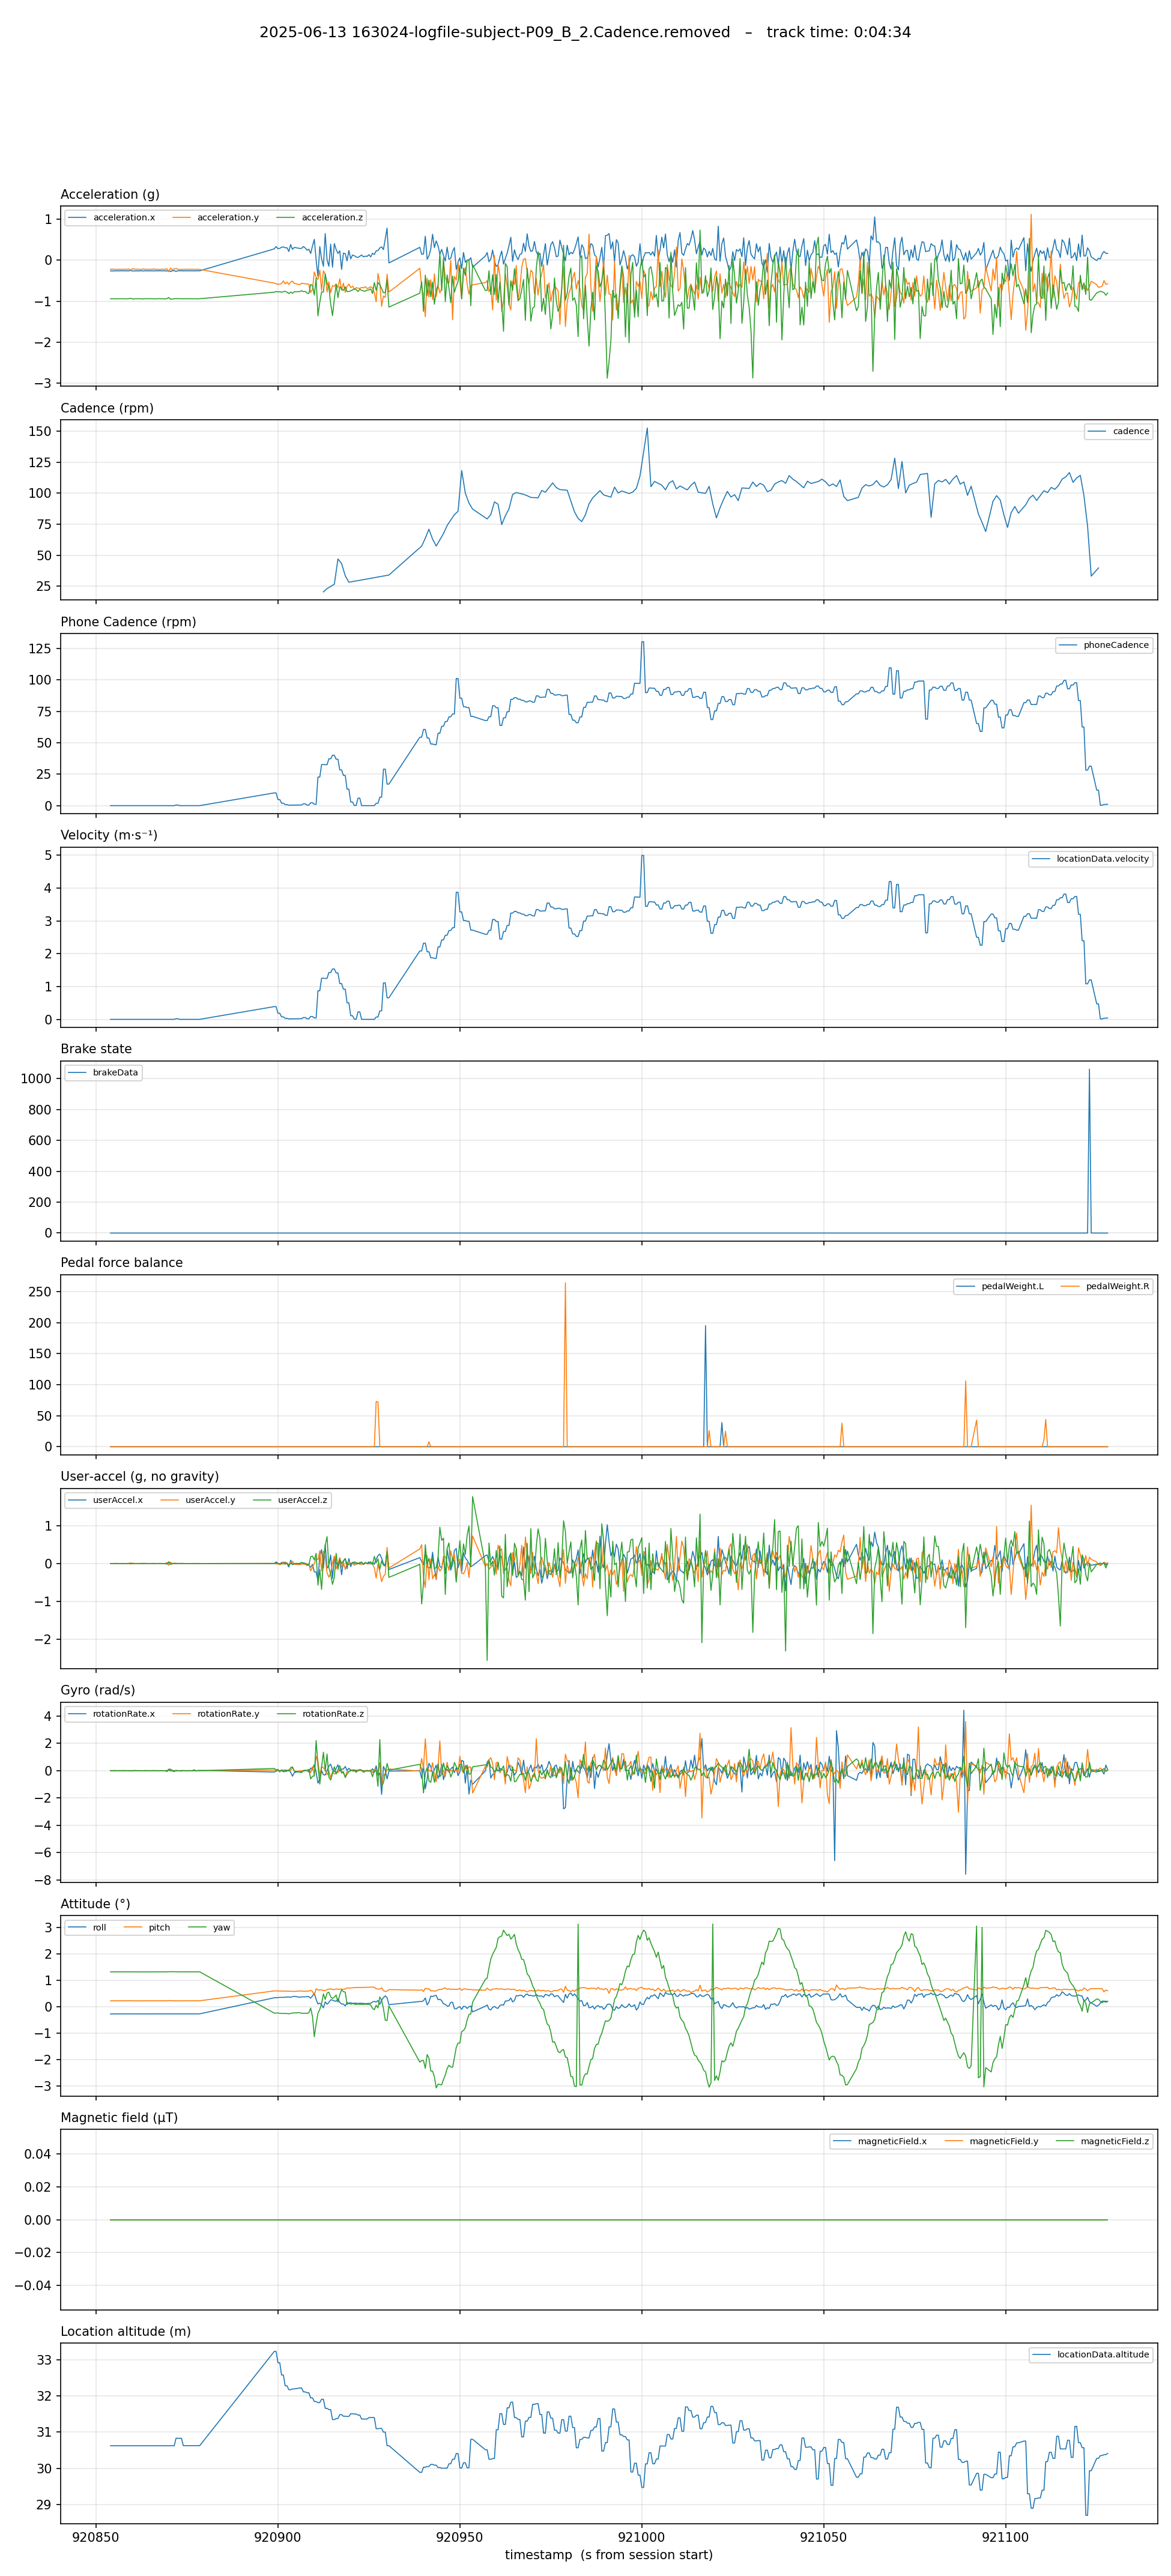 2025-06-13 163024-logfile-subject-P09_B_2.Cadence.removed – track time: 0:04:34
Acceleration (g)
acceleration.x acceleration.y acceleration.z
1
0
−1
−2
−3
Cadence (rpm)
cadence
150
125
100
75
50
25
Phone Cadence (rpm)
phoneCadence
125
100
75
50
25
0
Velocity (m·s⁻¹)
locationData.velocity
5
4
3
2
1
0
Brake state
brakeData
1000
800
600
400
200
0
Pedal force balance
pedalWeight.L pedalWeight.R
250
200
150
100
50
0
User-accel (g, no gravity)
userAccel.x userAccel.y userAccel.z
1
0
−1
−2
Gyro (rad/s)
rotationRate.x rotationRate.y rotationRate.z
4
2
0
−2
−4
−6
−8
Attitude (°)
roll pitch yaw
3
2
1
0
−1
−2
−3
Magnetic field (µT)
magneticField.x magneticField.y magneticField.z
0.04
0.02
0.00
−0.02
−0.04
Location altitude (m)
locationData.altitude
33
32
31
30
29
920850 920900 920950 921000 921050 921100
timestamp (s from session start)